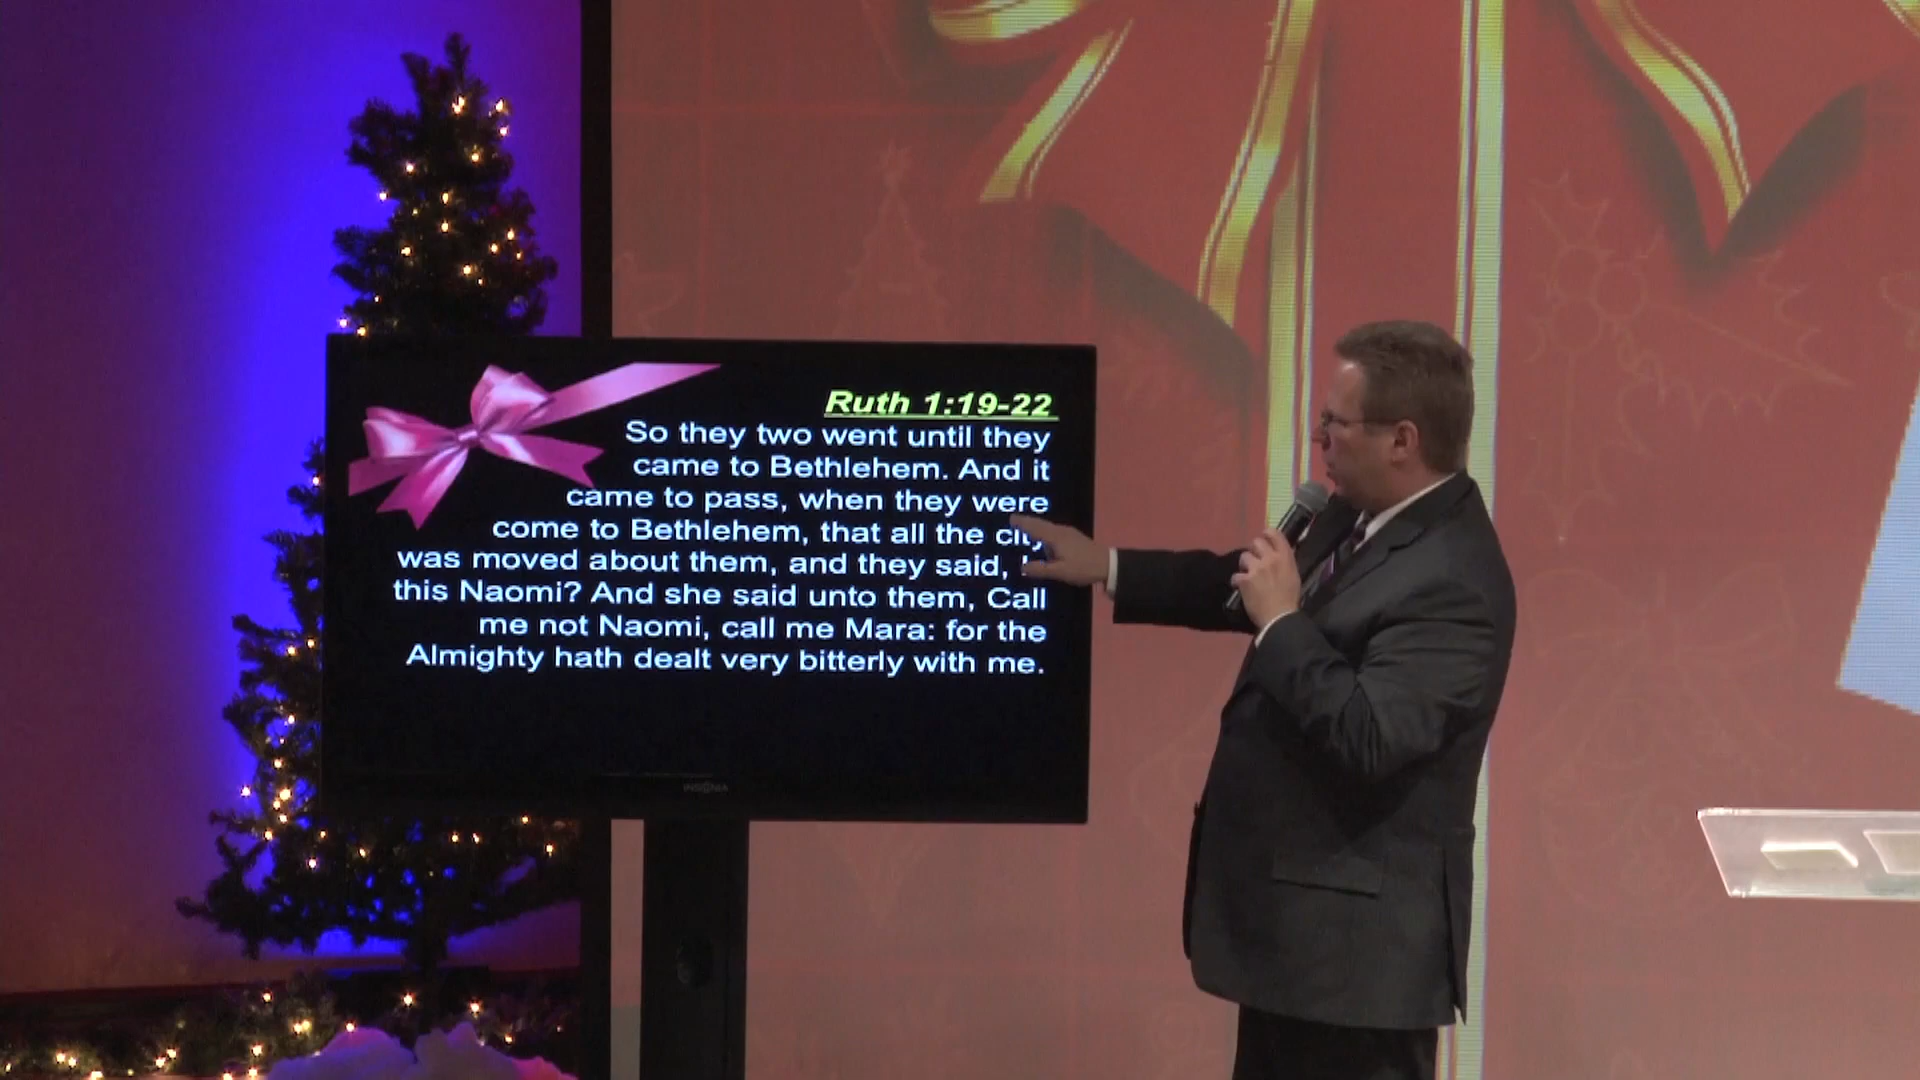 Ruth 1:19-22
So they two went until they
came to Bethlehem. And it
came to pass, when they were
come to Bethlehem, that all the city
was moved about them, and they said,
this Naomi? And she said unto them, Call
me not Naomi, call me Mara: for the
Almighty hath dealt very bitterly with me.
INSIGNIA